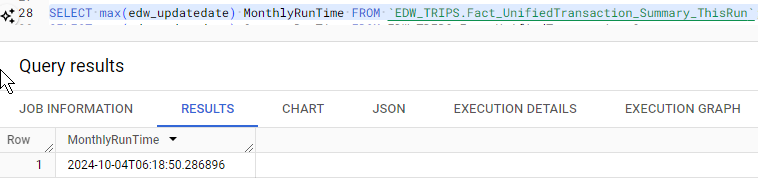 28 SELECT max(edw_updatedate) MonthlyRunTime FROM `EDW_TRIPS.Fact_UnifiedTransaction_Summary_ThisRun`
Query results
JOB INFORMATION RESULTS CHART JSON EXECUTION DETAILS EXECUTION GRAPH
Row MonthlyRunTime
1 2024-10-04T06:18:50.286896